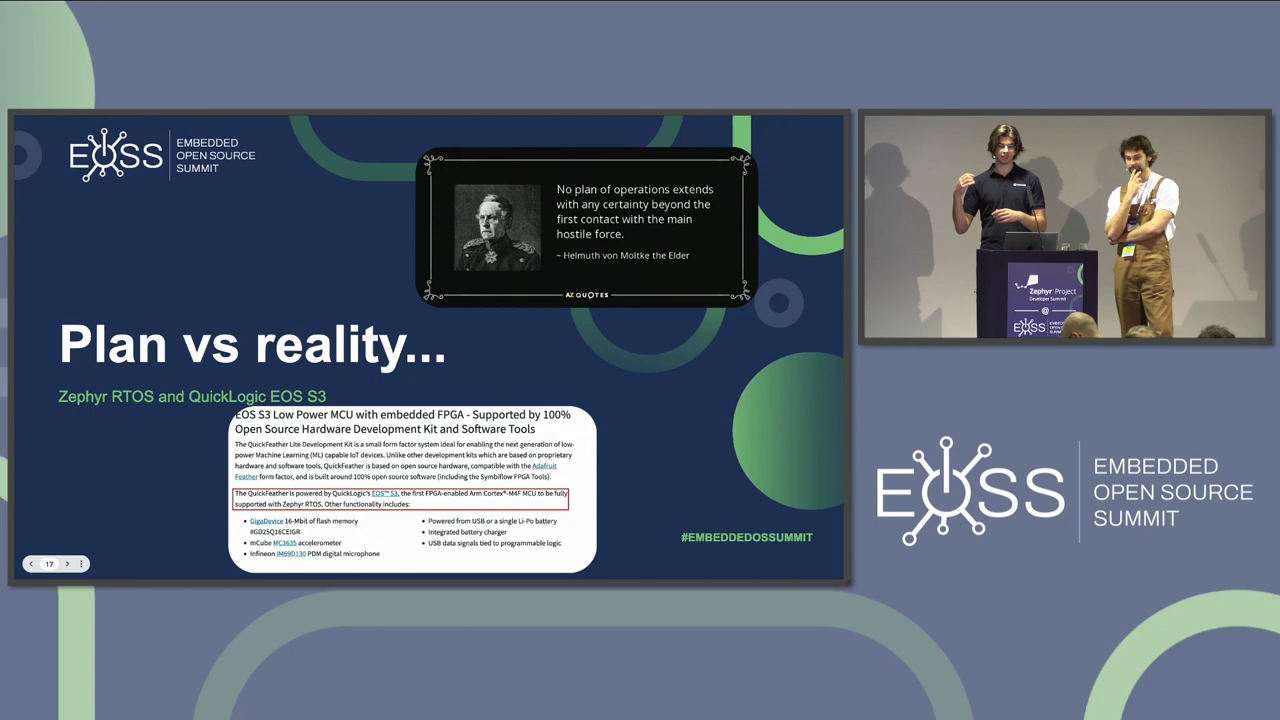 EOSS
EMBEDDED
OPEN SOURCE
SUMMIT
No plan of operations extends
with any certainty beyond the
first contact with the main
hostile force.
~ Helmuth von Moltke the Elder
AZ QUOTES
Plan vs reality...
Zephyr RTOS and QuickLogic EOS S3
EOS S3 Low Power MCU with embedded FPGA - Supported by 100%
Open Source Hardware Development Kit and Software Tools
The QuickFeather Lite Development Kit is a small form factor system ideal for enabling the next generation of low-
power Machine Learning (ML) capable IoT devices. Unlike other development kits which are based on proprietary
hardware and software tools, QuickFeather is based on open source hardware, compatible with the Adafruit
Feather form factor, and is built around 100% open source software (including the Symbiflow FPGA Tools).
The QuickFeather is powered by QuickLogic's EOS™ S3, the first FPGA-enabled Arm Cortex®-M4F MCU to be fully
supported with Zephyr RTOS. Other functionality includes:
• GigaDevice 16-Mbit of flash memory
#GD25Q16CEIGR
• mCube MC3635 accelerometer
• Infineon IM69D130 PDM digital microphone
• Powered from USB or a single Li-Po battery
• Integrated battery charger
• USB data signals tied to programmable logic
#EMBEDDEDOSSUMMIT
17
Zephyr Project
Developer Summit
@
EOSS
EOSS
EMBEDDED
OPEN SOURCE
SUMMIT